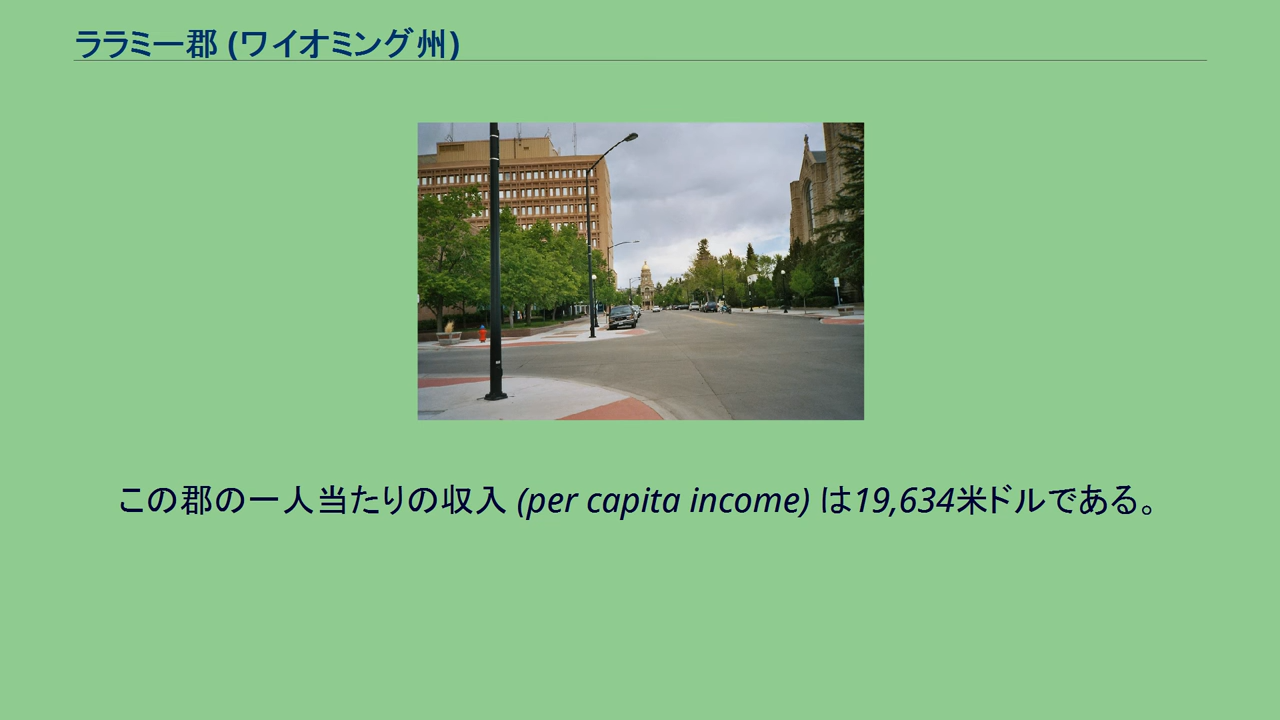 ララミー郡 (ワイオミング州)
この郡の一人当たりの収入 (per capita income) は19,634米ドルである。